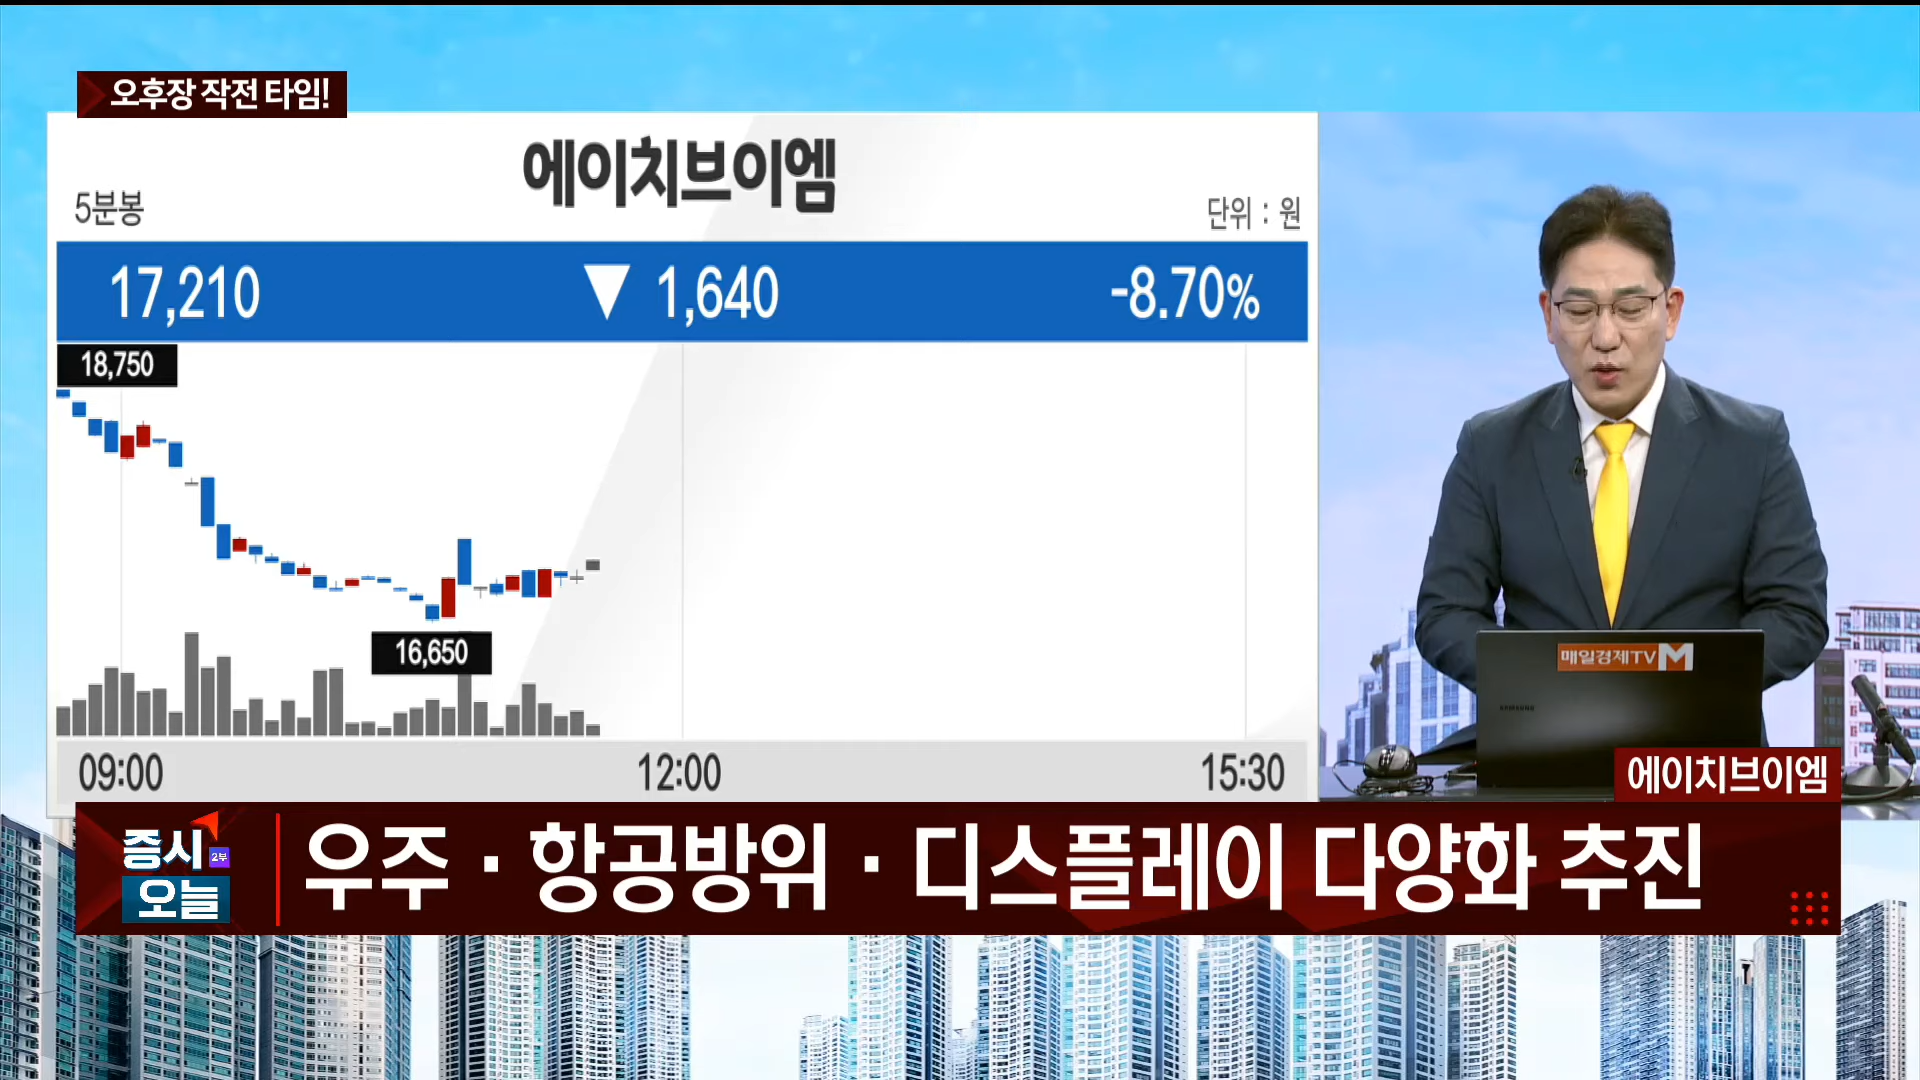 오후장 작전 타임!
에이치브이엠
5분봉
단위 : 원
17,210 ▼ 1,640 -8.70%
18,750
16,650
09:00 12:00 15:30
매일경제TV M
SAMSUNG
에이치브이엠
증시 2부
오늘
우주 · 항공방위 · 디스플레이 다양화 추진